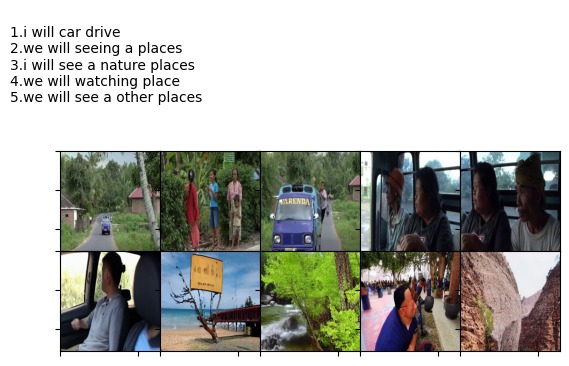 1.i will car drive
2.we will seeing a places
3.i will see a nature places
4.we will watching place
5.we will see a other places